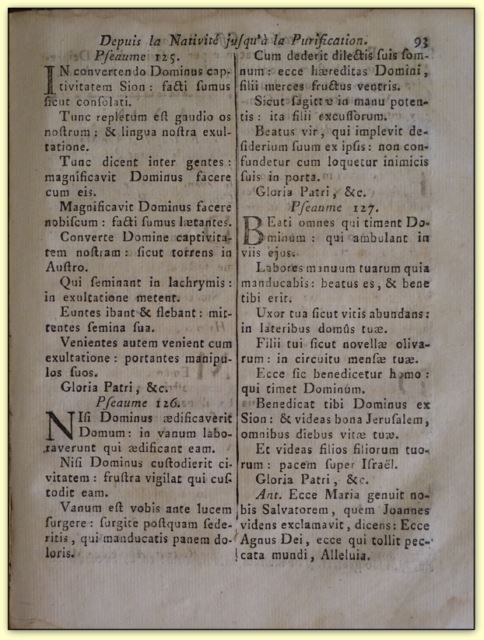 Depuis la Nativité juſqu'à la Purification. 93
Pſeaume 125.
IN convertendo Dominus cap-
tivitatem Sion : facti ſumus
ſicut conſolati.
Tunc repletum eſt gaudio os
noſtrum : & lingua noſtra exul-
tatione.
Tunc dicent inter gentes :
magnificavit Dominus facere
cum eis.
Magnificavit Dominus facere
nobiſcum : facti ſumus lætantes.
Converte Domine captivita-
tem noſtram : ſicut torrens in
Auſtro.
Qui ſeminant in lachrymis :
in exultatione metent.
Euntes ibant & flebant : mit-
tentes ſemina ſua.
Venientes autem venient cum
exultatione : portantes manipu-
los ſuos.
Gloria Patri, &c.
Pſeaume 126.
NIſi Dominus ædificaverit
Domum : in vanum labo-
raverunt qui ædificant eam.
Niſi Dominus cuſtodierit ci-
vitatem : fruſtra vigilat qui cuſ-
todit eam.
Vanum eſt vobis ante lucem
ſurgere : ſurgite poſtquam ſede-
ritis, qui manducatis panem do-
loris.
Cum dederit dilectis ſuis ſom-
num : ecce hæreditas Domini,
filii merces fructus ventris.
Sicut ſagittæ in manu poten-
tis : ita filii excuſſorum.
Beatus vir, qui implevit de-
ſiderium ſuum ex ipſis : non con-
fundetur cum loquetur inimicis
ſuis in porta.
Gloria Patri, &c.
Pſeaume 127.
BEati omnes qui timent Do-
minum : qui ambulant in
viis ejus.
Labores manuum tuarum quia
manducabis : beatus es, & bene
tibi erit.
Uxor tua ſicut vitis abundans :
in lateribus domûs tuæ.
Filii tui ſicut novellæ oliva-
rum : in circuitu menſæ tuæ.
Ecce ſic benedicetur homo :
qui timet Dominum.
Benedicat tibi Dominus ex
Sion : & videas bona Jeruſalem,
omnibus diebus vitæ tuæ.
Et videas filios filiorum tuo-
rum : pacem ſuper Iſraël.
Gloria Patri, &c.
Ant. Ecce Maria genuit no-
bis Salvatorem, quem Joannes
videns exclamavit, dicens : Ecce
Agnus Dei, ecce qui tollit pec-
cata mundi, Alleluia.